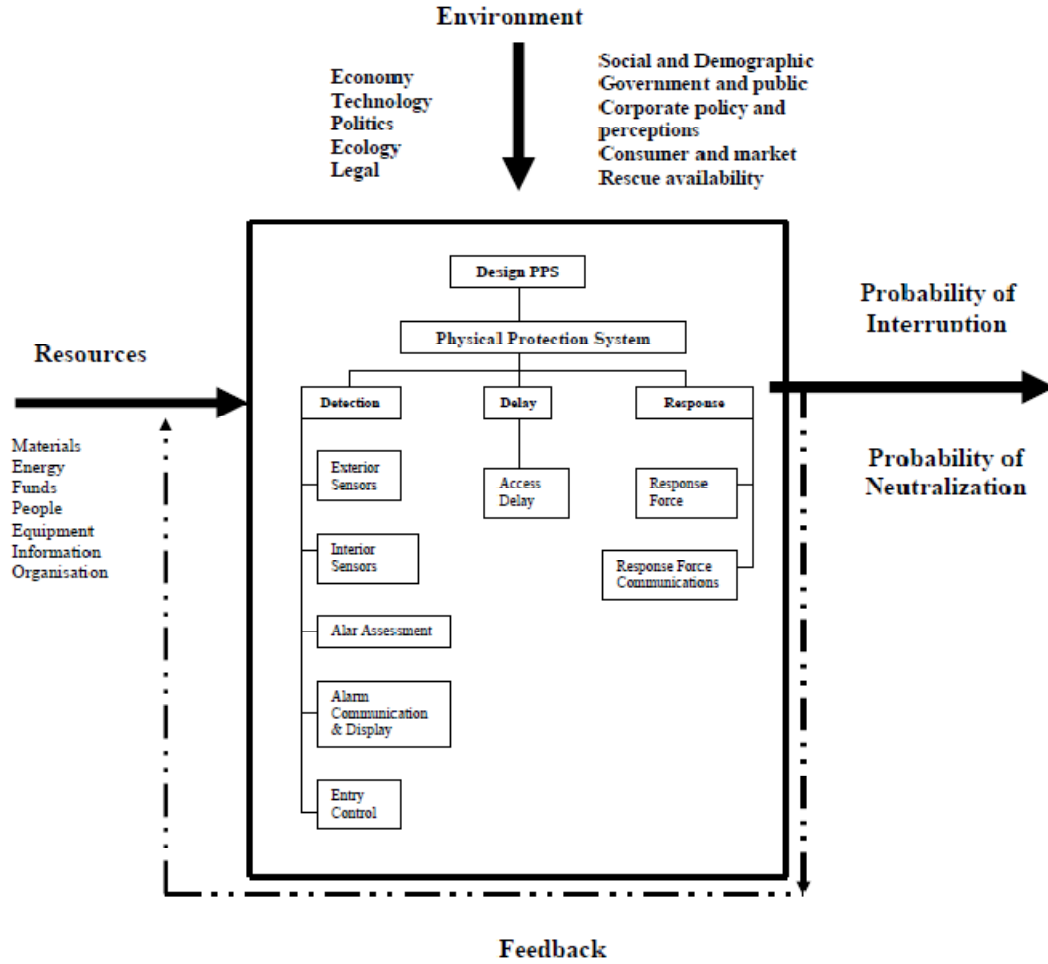 Environment
Economy
Technology
Politics
Ecology
Legal
Social and Demographic
Government and public
Corporate policy and
perceptions
Consumer and market
Rescue availability
Resources
Materials
Energy
Funds
People
Equipment
Information
Organisation
Design PPS
Physical Protection System
Detection
Delay
Response
Exterior
Sensors
Interior
Sensors
Alar Assessment
Alarm
Communication
& Display
Entry
Control
Access
Delay
Response
Force
Response Force
Communications
Probability of
Interruption
Probability of
Neutralization
Feedback